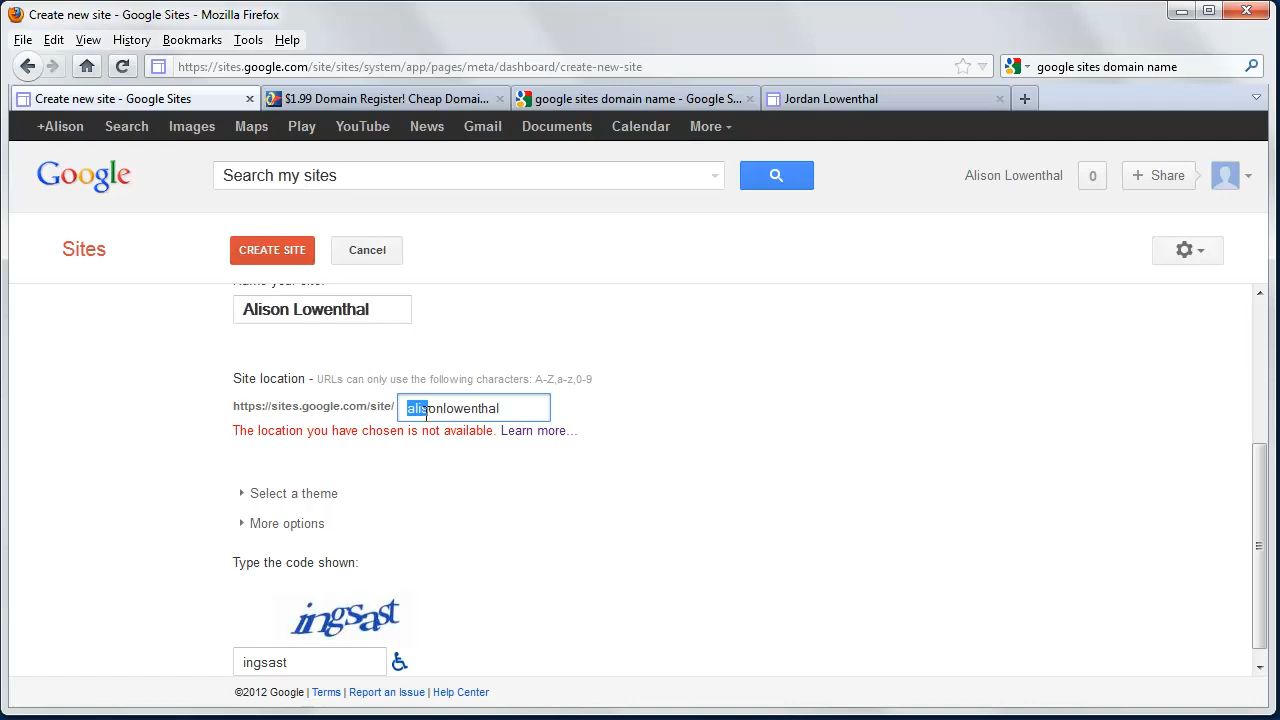 Create new site - Google Sites - Mozilla Firefox
File Edit View History Bookmarks Tools Help
https://sites.google.com/site/sites/system/app/pages/meta/dashboard/create-new-site
google sites domain name
Create new site - Google Sites
$1.99 Domain Register! Cheap Domai...
google sites domain name - Google S...
Jordan Lowenthal
+Alison Search Images Maps Play YouTube News Gmail Documents Calendar More
Google
Search my sites
Alison Lowenthal
0
+ Share
Sites
CREATE SITE
Cancel
Name your site:
Alison Lowenthal
Site location - URLs can only use the following characters: A-Z,a-z,0-9
https://sites.google.com/site/ alisonlowenthal
The location you have chosen is not available. Learn more...
Select a theme
More options
Type the code shown:
ingsast
ingsast
©2012 Google | Terms | Report an Issue | Help Center